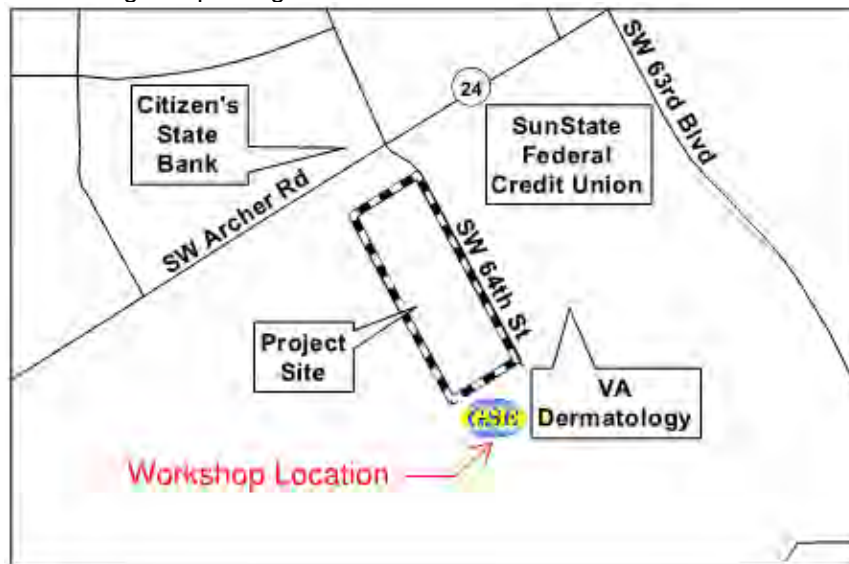 Citizen's
State
Bank
24
SunState
Federal
Credit Union
SW 63rd Blvd
SW Archer Rd
SW 64th St
Project
Site
VA
Dermatology
GSE
Workshop Location